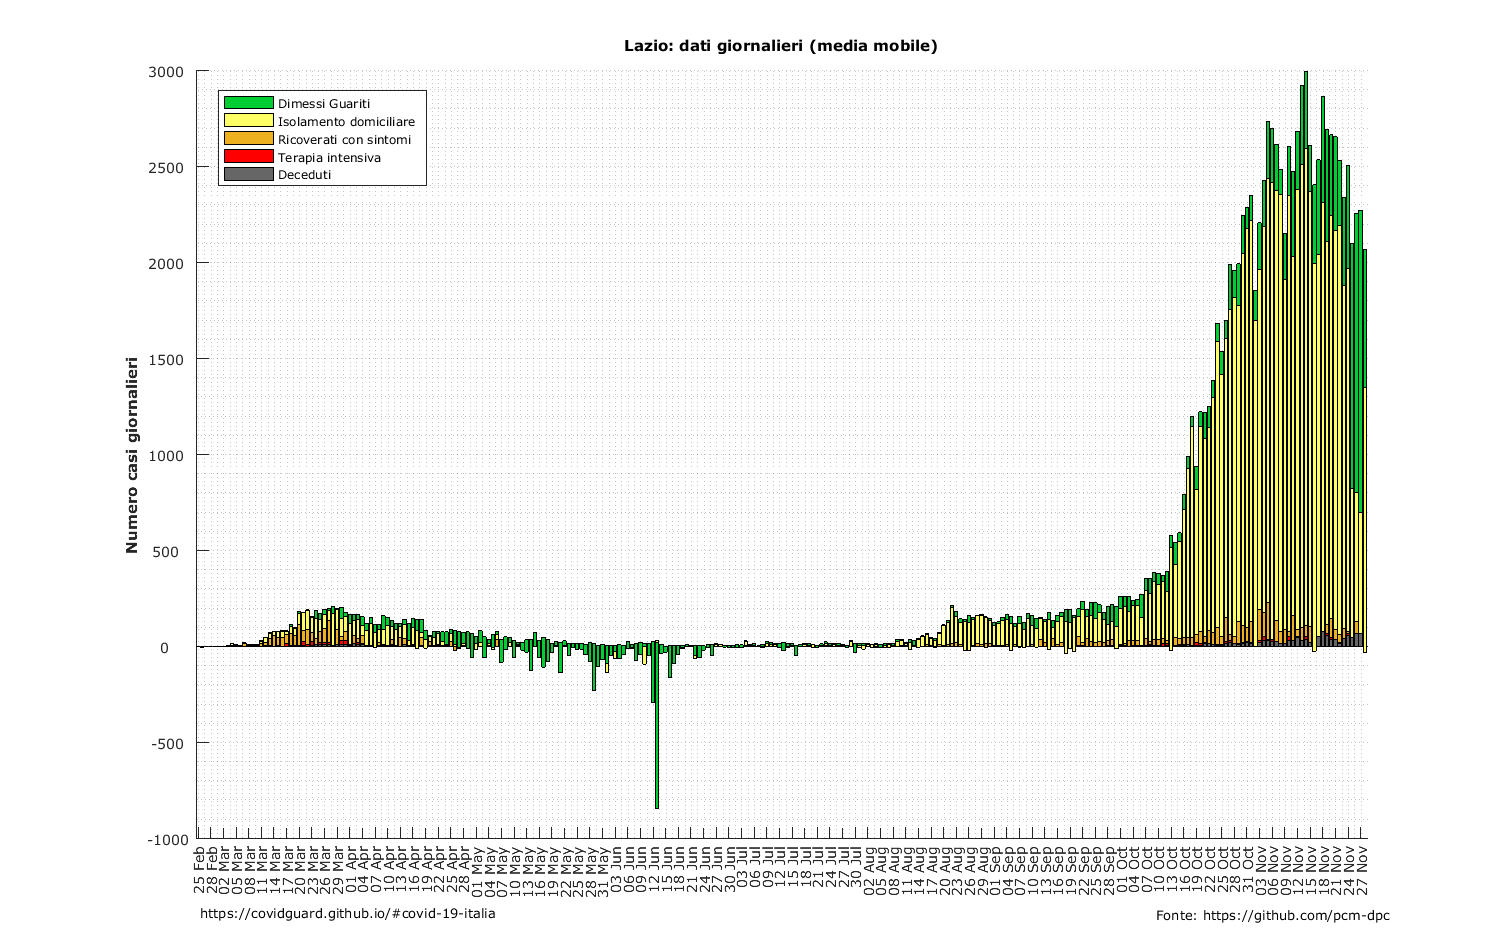 Lazio: dati giornalieri (media mobile)
3000
2500
2000
1500
1000
500
0
-500
-1000
Numero casi giornalieri
Dimessi Guariti
Isolamento domiciliare
Ricoverati con sintomi
Terapia intensiva
Deceduti
25 Feb
28 Feb
02 Mar
05 Mar
08 Mar
11 Mar
14 Mar
17 Mar
20 Mar
23 Mar
26 Mar
29 Mar
01 Apr
04 Apr
07 Apr
10 Apr
13 Apr
16 Apr
19 Apr
22 Apr
25 Apr
28 Apr
01 May
04 May
07 May
10 May
13 May
16 May
19 May
22 May
25 May
28 May
31 May
03 Jun
06 Jun
09 Jun
12 Jun
15 Jun
18 Jun
21 Jun
24 Jun
27 Jun
30 Jun
03 Jul
06 Jul
09 Jul
12 Jul
15 Jul
18 Jul
21 Jul
24 Jul
27 Jul
30 Jul
02 Aug
05 Aug
08 Aug
11 Aug
14 Aug
17 Aug
20 Aug
23 Aug
26 Aug
29 Aug
01 Sep
04 Sep
07 Sep
10 Sep
13 Sep
16 Sep
19 Sep
22 Sep
25 Sep
28 Sep
01 Oct
04 Oct
07 Oct
10 Oct
13 Oct
16 Oct
19 Oct
22 Oct
25 Oct
28 Oct
31 Oct
03 Nov
06 Nov
09 Nov
12 Nov
15 Nov
18 Nov
21 Nov
24 Nov
27 Nov
https://covidguard.github.io/#covid-19-italia
Fonte: https://github.com/pcm-dpc